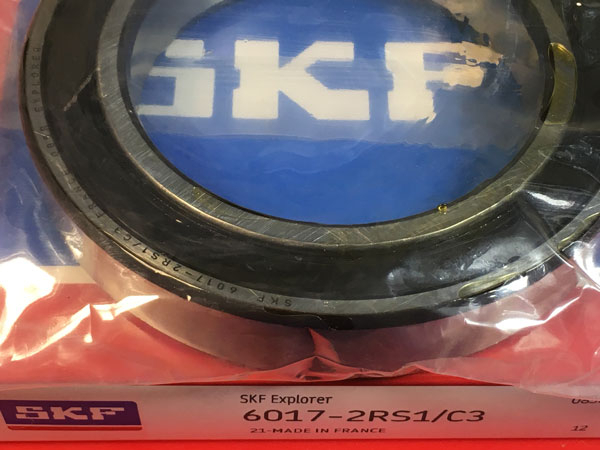 SKF
SKF 6017-2RS1/C3
SKF
SKF Explorer
6017-2RS1/C3
21-MADE IN FRANCE
12